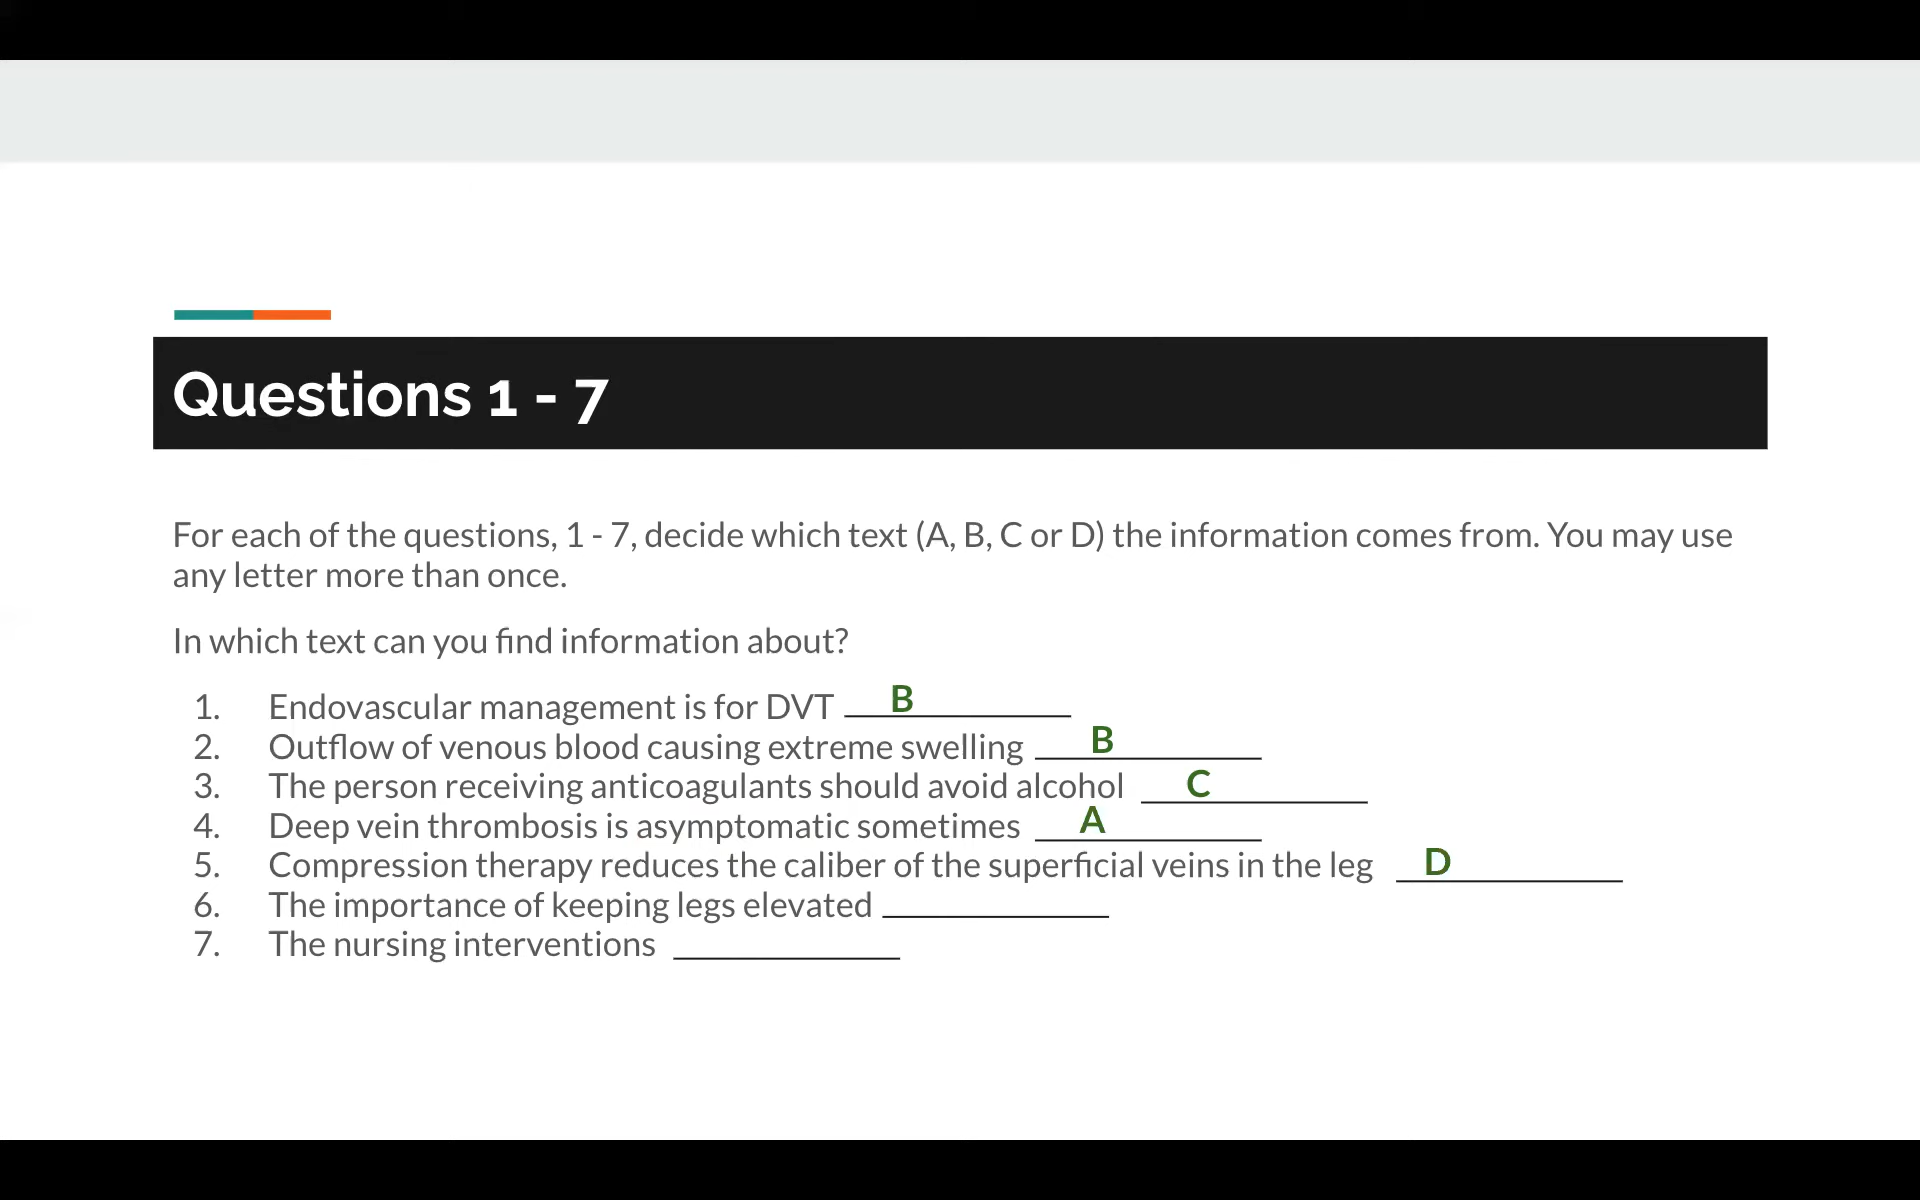 Questions 1 - 7
For each of the questions, 1 - 7, decide which text (A, B, C or D) the information comes from. You may use
any letter more than once.
In which text can you find information about?
1. Endovascular management is for DVT B
2. Outflow of venous blood causing extreme swelling B
3. The person receiving anticoagulants should avoid alcohol C
4. Deep vein thrombosis is asymptomatic sometimes A
5. Compression therapy reduces the caliber of the superficial veins in the leg D
6. The importance of keeping legs elevated
7. The nursing interventions